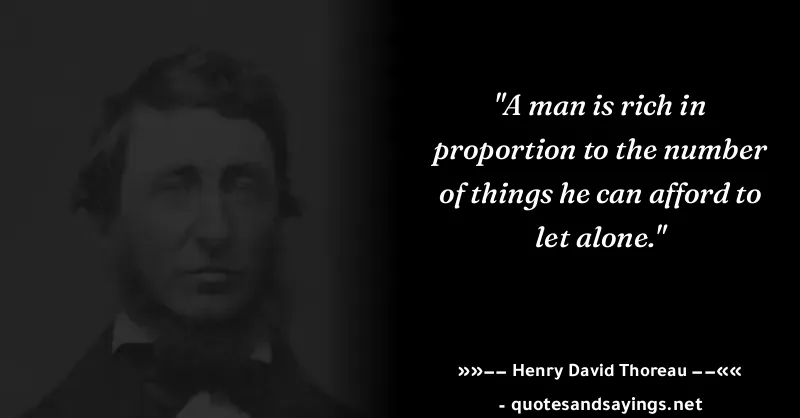 "A man is rich in
proportion to the number
of things he can afford to
let alone."
»»–– Henry David Thoreau ––««
- quotesandsayings.net